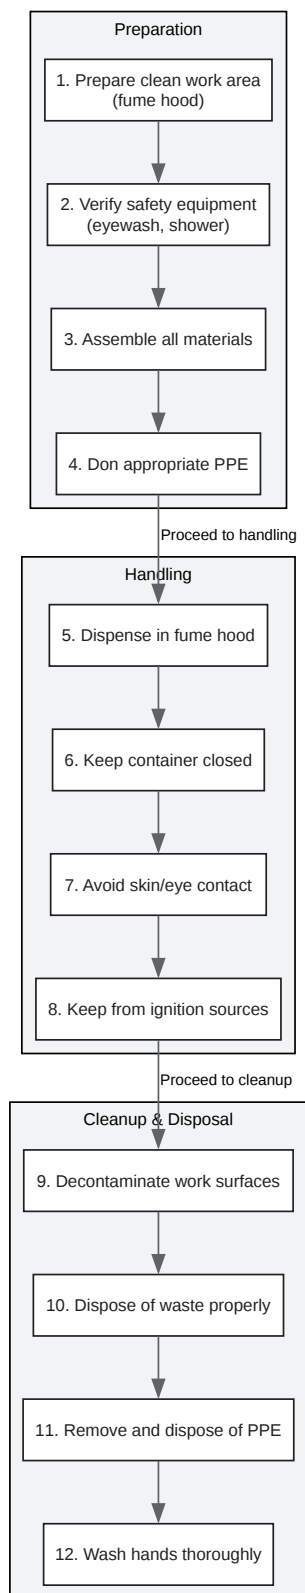 Preparation
1. Prepare clean work area
(fume hood)
2. Verify safety equipment
(eyewash, shower)
3. Assemble all materials
4. Don appropriate PPE
Proceed to handling
Handling
5. Dispense in fume hood
6. Keep container closed
7. Avoid skin/eye contact
8. Keep from ignition sources
Proceed to cleanup
Cleanup & Disposal
9. Decontaminate work surfaces
10. Dispose of waste properly
11. Remove and dispose of PPE
12. Wash hands thoroughly